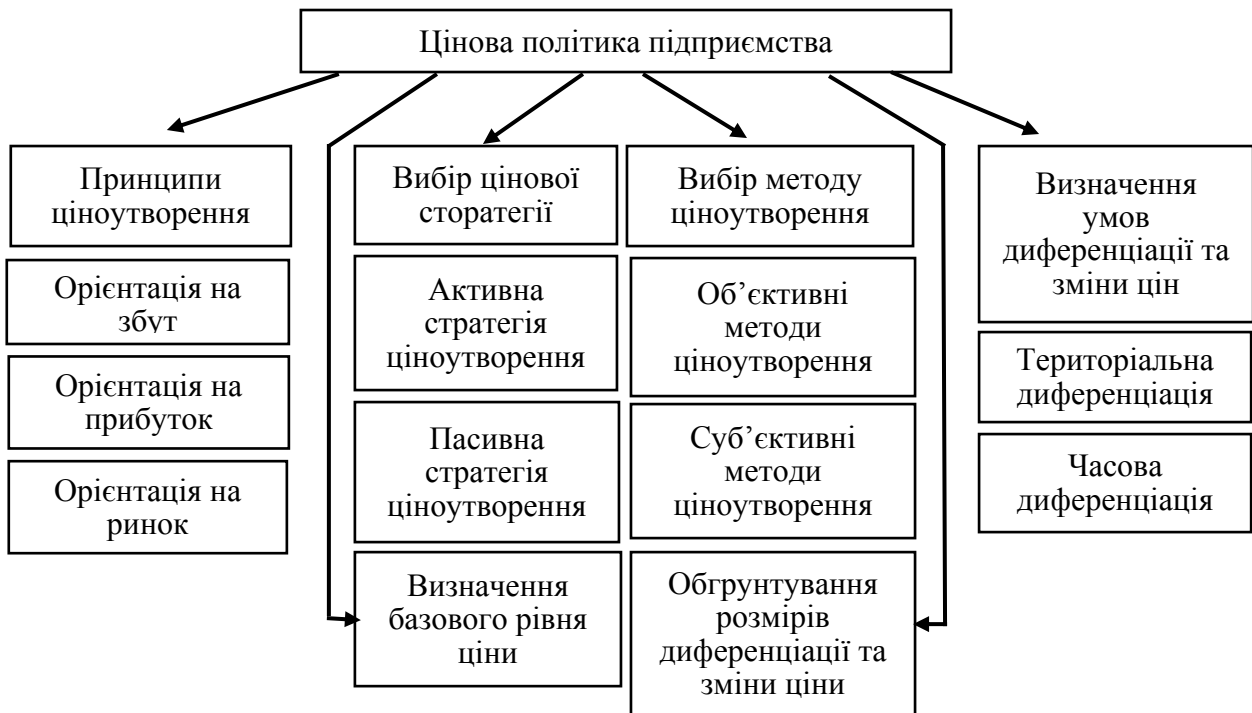 Цінова політика підприємства
Принципи
ціноутворення
Орієнтація на
збут
Орієнтація на
прибуток
Орієнтація на
ринок
Вибір цінової
сторатегії
Активна
стратегія
ціноутворення
Пасивна
стратегія
ціноутворення
Визначення
базового рівня
ціни
Вибір методу
ціноутворення
Об’єктивні
методи
ціноутворення
Суб’єктивні
методи
ціноутворення
Обгрунтування
розмірів
диференціації та
зміни ціни
Визначення
умов
диференціації та
зміни цін
Територіальна
диференціація
Часова
диференціація